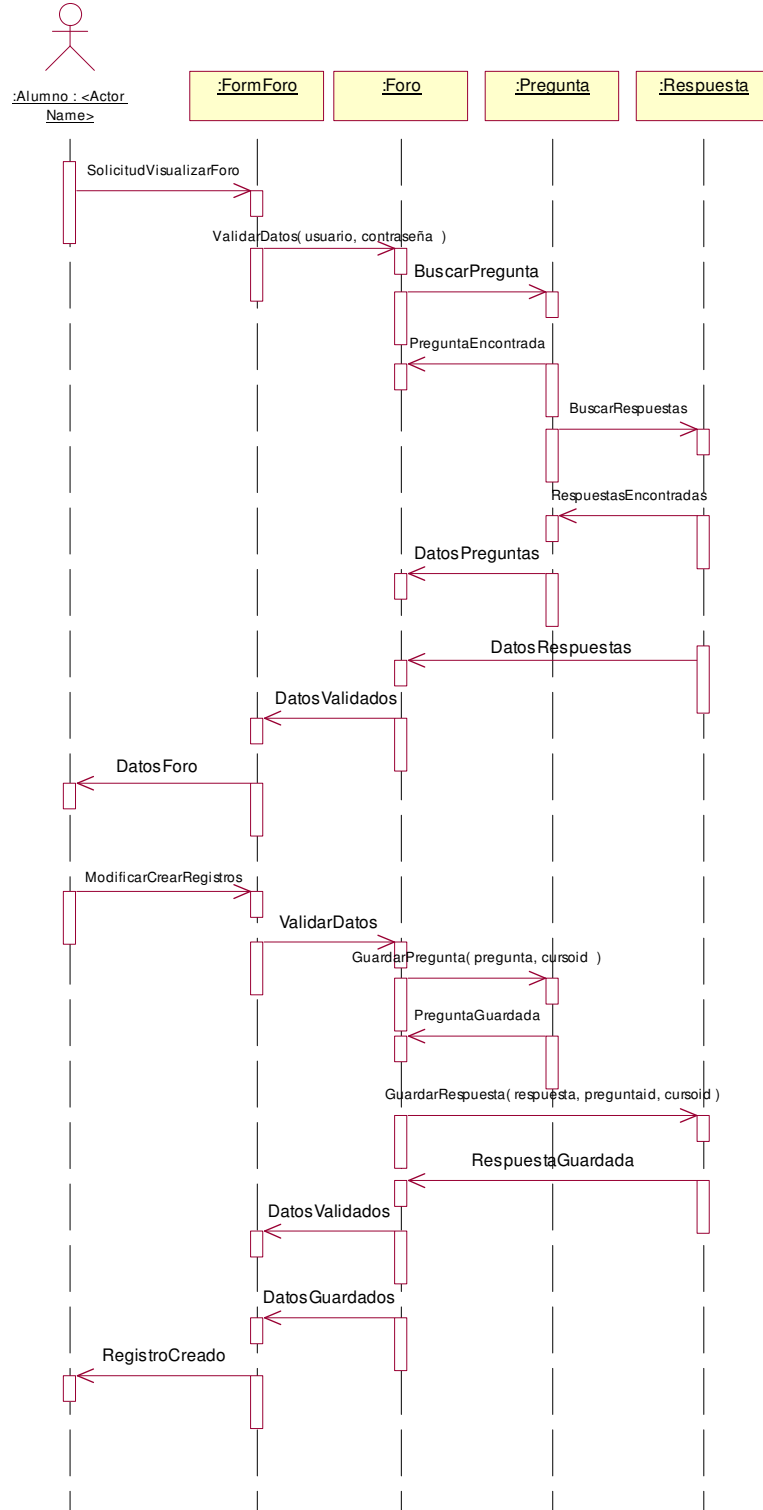 :Alumno : <Actor
Name>
:FormForo
:Foro
:Pregunta
:Respuesta
SolicitudVisualizarForo
ValidarDatos( usuario, contraseña )
BuscarPregunta
PreguntaEncontrada
BuscarRespuestas
RespuestasEncontradas
DatosPreguntas
DatosRespuestas
DatosValidados
DatosForo
ModificarCrearRegistros
ValidarDatos
GuardarPregunta( pregunta, cursoid )
PreguntaGuardada
GuardarRespuesta( respuesta, preguntaid, cursoid )
RespuestaGuardada
DatosValidados
DatosGuardados
RegistroCreado